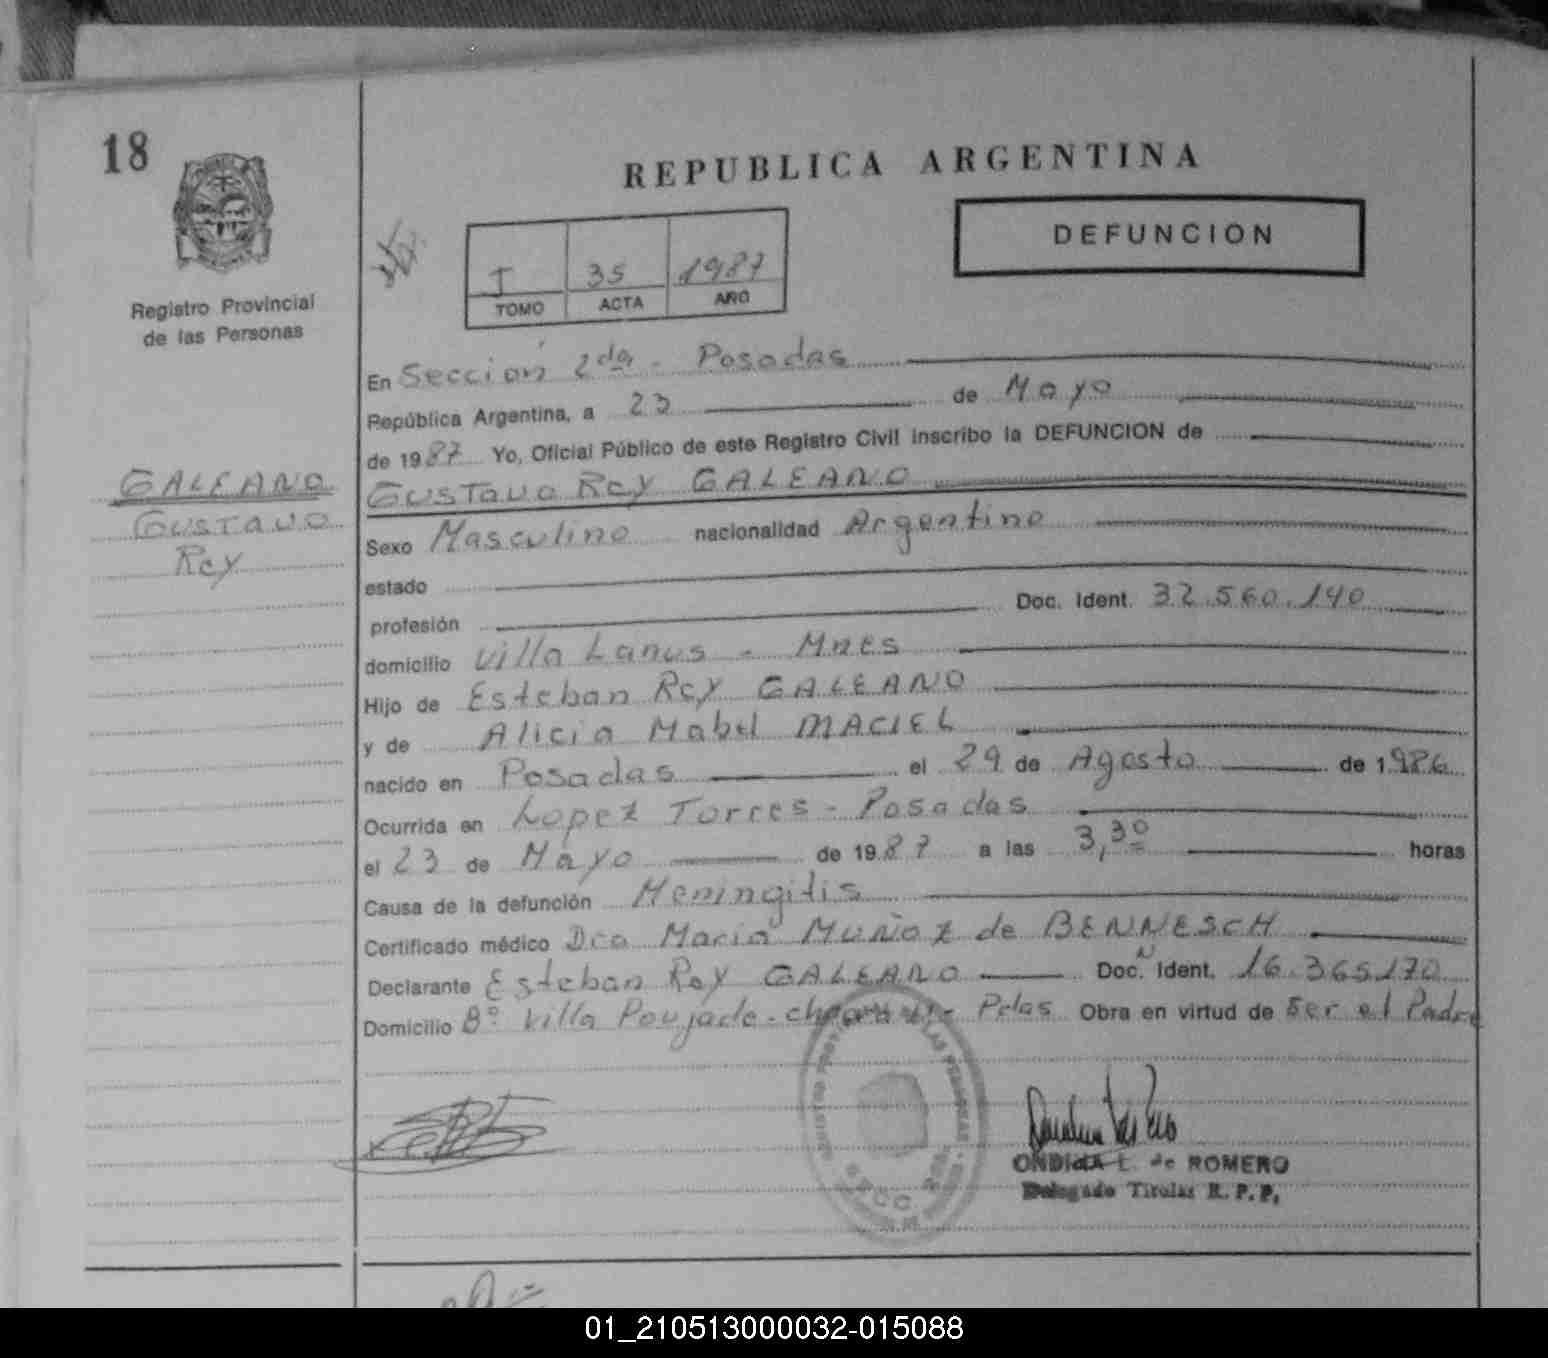 18
REPUBLICA ARGENTINA
DEFUNCION
I 35 1987
TOMO ACTA AÑO
Registro Provincial
de las Personas
GALEANO
Gustavo
Rey
En Sección 2da - Posadas
República Argentina, a 23 de Mayo
de 1987 Yo, Oficial Público de este Registro Civil inscribo la DEFUNCION de
Gustavo Rey GALEANO
Sexo Masculino nacionalidad Argentino
estado
profesión Doc. Ident. 32.560.140
domicilio Villa Lanus - Mnes
Hijo de Esteban Rey GALEANO
y de Alicia Mabel MACIEL
nacido en Posadas el 29 de Agosto de 1986
Ocurrida en Lopez Torres - Posadas
el 23 de Mayo de 1987 a las 3,30 horas
Causa de la defunción Meningitis
Certificado médico Dra Maria Muñoz de BENNESCH
Declarante Esteban Rey GALEANO Doc. N Ident. 16.365.170
Domicilio Bº Villa Poujade - Pdas Obra en virtud de ser el Padre
ONDINA L. de ROMERO
Delegado Titular R. P. P.
01_210513000032-015088